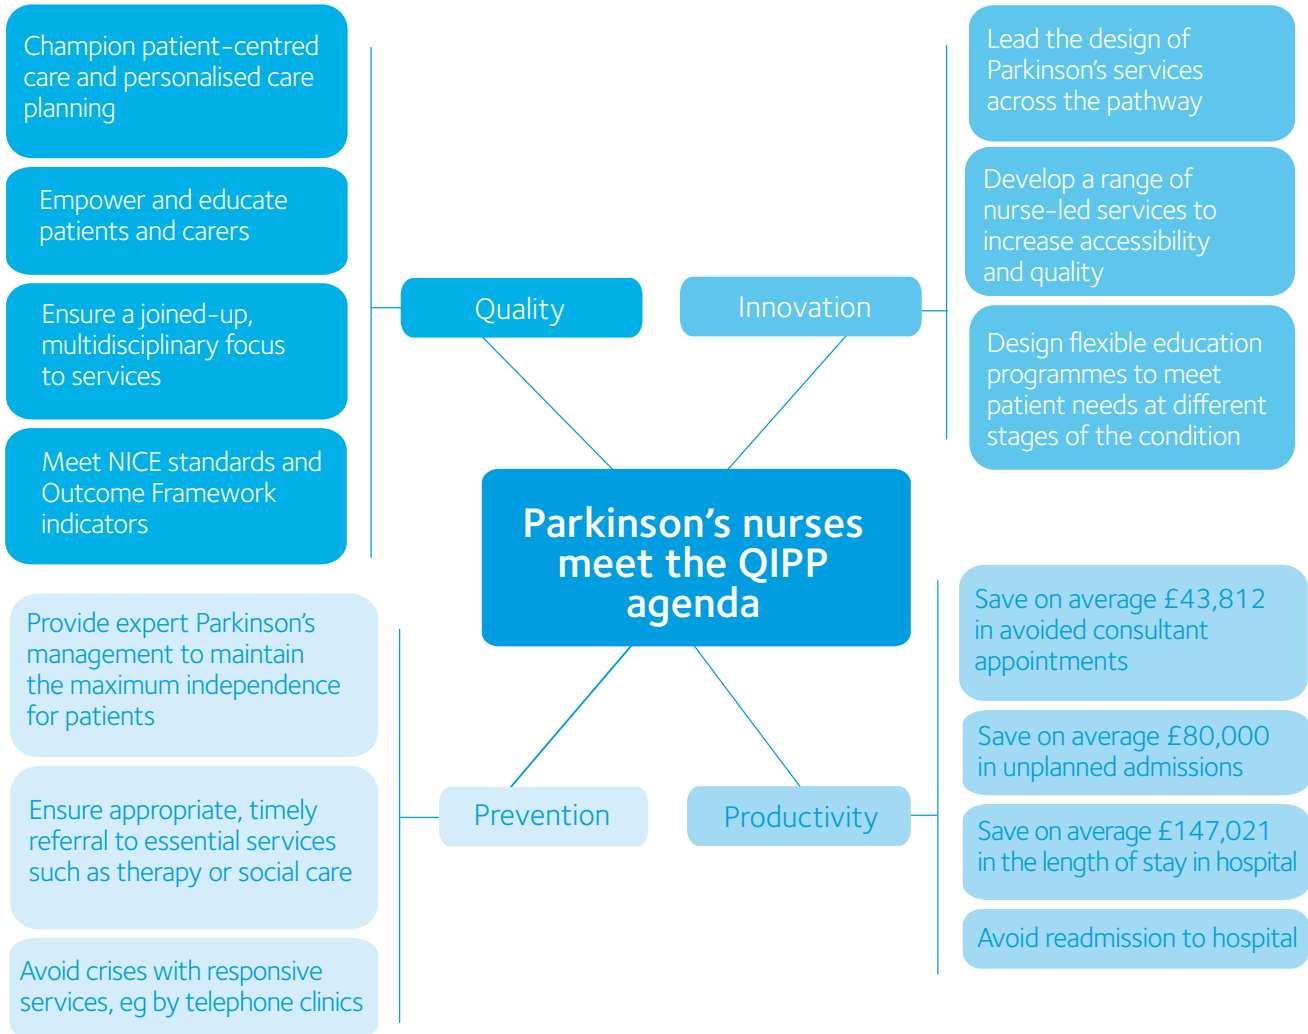 Champion patient-centred
care and personalised care
planning
Empower and educate
patients and carers
Ensure a joined-up,
multidisciplinary focus
to services
Meet NICE standards and
Outcome Framework
indicators
Quality
Innovation
Lead the design of
Parkinson's services
across the pathway
Develop a range of
nurse-led services to
increase accessibility
and quality
Design flexible education
programmes to meet
patient needs at different
stages of the condition
Parkinson's nurses
meet the QIPP
agenda
Provide expert Parkinson's
management to maintain
the maximum independence
for patients
Ensure appropriate, timely
referral to essential services
such as therapy or social care
Avoid crises with responsive
services, eg by telephone clinics
Prevention
Productivity
Save on average £43,812
in avoided consultant
appointments
Save on average £80,000
in unplanned admissions
Save on average £147,021
in the length of stay in hospital
Avoid readmission to hospital